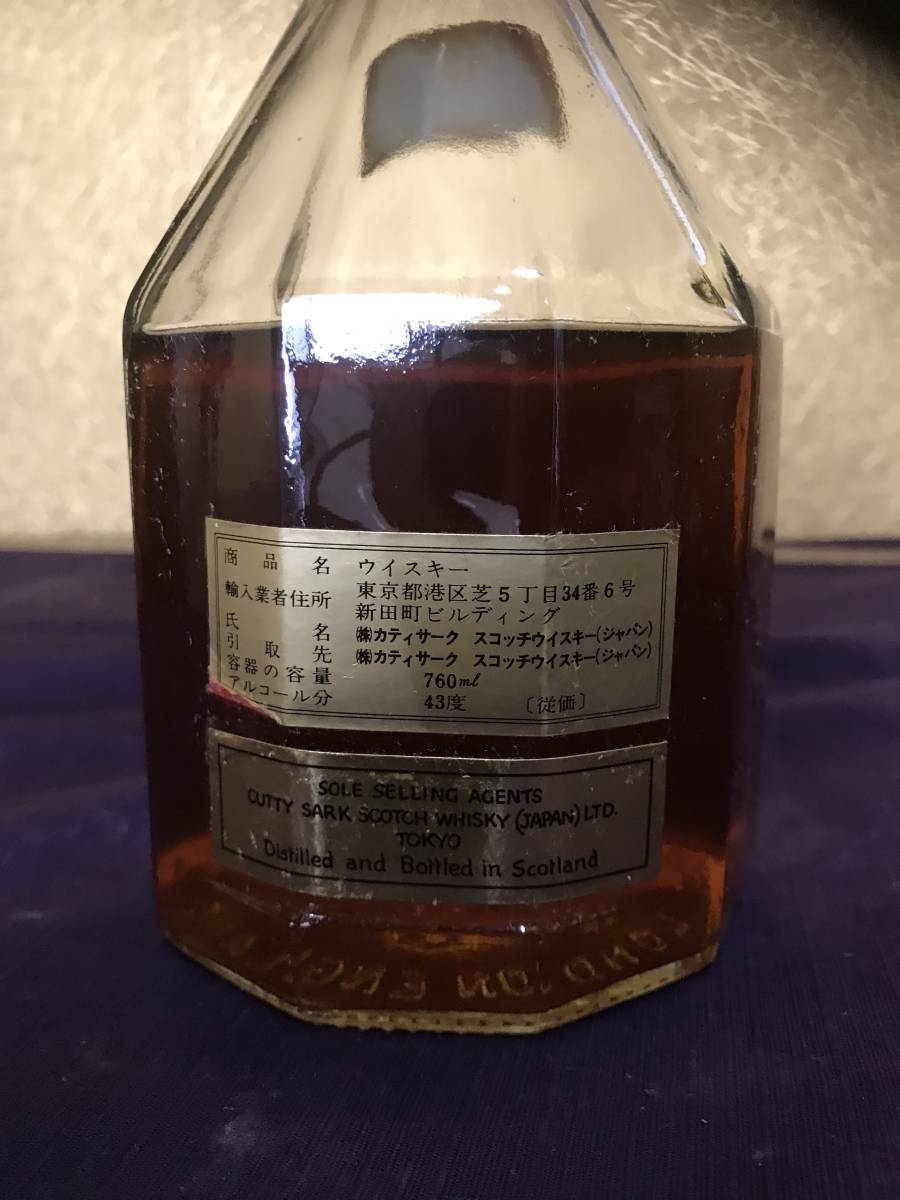 商品名 ウイスキー
輸入業者住所 東京都港区芝5丁目34番6号
新田町ビルディング
氏名 ㈱カティサーク スコッチウイスキー(ジャパン)
引取先 ㈱カティサーク スコッチウイスキー(ジャパン)
容器の容量 760ml
アルコール分 43度 〔従価〕
SOLE SELLING AGENTS
CUTTY SARK SCOTCH WHISKY (JAPAN) LTD.
TOKYO
Distilled and Bottled in Scotland